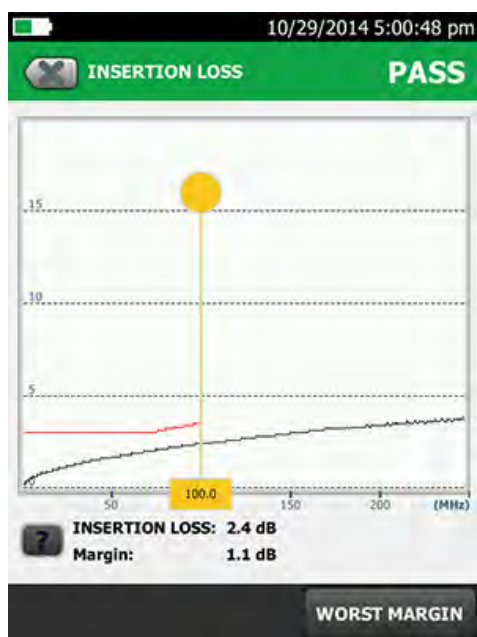 10/29/2014 5:00:48 pm
INSERTION LOSS PASS
15
10
5
0
50 100.0 150 200 (MHz)
? INSERTION LOSS: 2.4 dB
Margin: 1.1 dB
WORST MARGIN